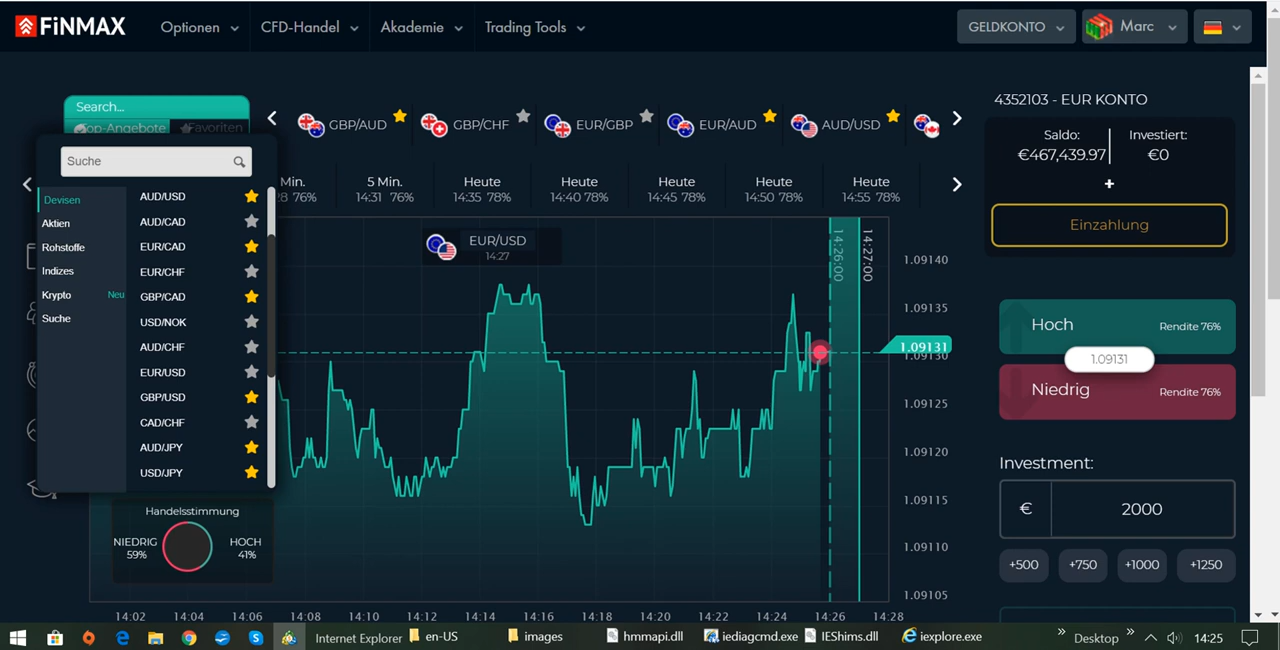 FiNMAX Optionen CFD-Handel Akademie Trading Tools GELDKONTO Marc
Search...
Top-Angebote Favoriten
GBP/AUD GBP/CHF EUR/GBP EUR/AUD AUD/USD
4352103 - EUR KONTO
Saldo: Investiert:
€467,439.97 €0
+
Einzahlung
Suche
Min. 5 Min. Heute Heute Heute Heute Heute
28 76% 14:31 76% 14:35 78% 14:40 78% 14:45 78% 14:50 78% 14:55 78%
Devisen
Aktien
Rohstoffe
Indizes
Krypto Neu
Suche
AUD/USD
AUD/CAD
EUR/CAD
EUR/CHF
GBP/CAD
USD/NOK
AUD/CHF
EUR/USD
GBP/USD
CAD/CHF
AUD/JPY
USD/JPY
EUR/USD
14:27
14:26:00
14:27:00
1.09140
1.09135
1.09131
1.09130
1.09125
1.09120
1.09115
1.09110
1.09105
Hoch Rendite 76%
1.09131
Niedrig Rendite 76%
Investment:
€ 2000
+500 +750 +1000 +1250
Handelsstimmung
NIEDRIG HOCH
59% 41%
14:02 14:04 14:06 14:08 14:10 14:12 14:14 14:16 14:18 14:20 14:22 14:24 14:26 14:28
Internet Explorer en-US images hmmapi.dll iediagcmd.exe IEShims.dll iexplore.exe » Desktop » 14:25